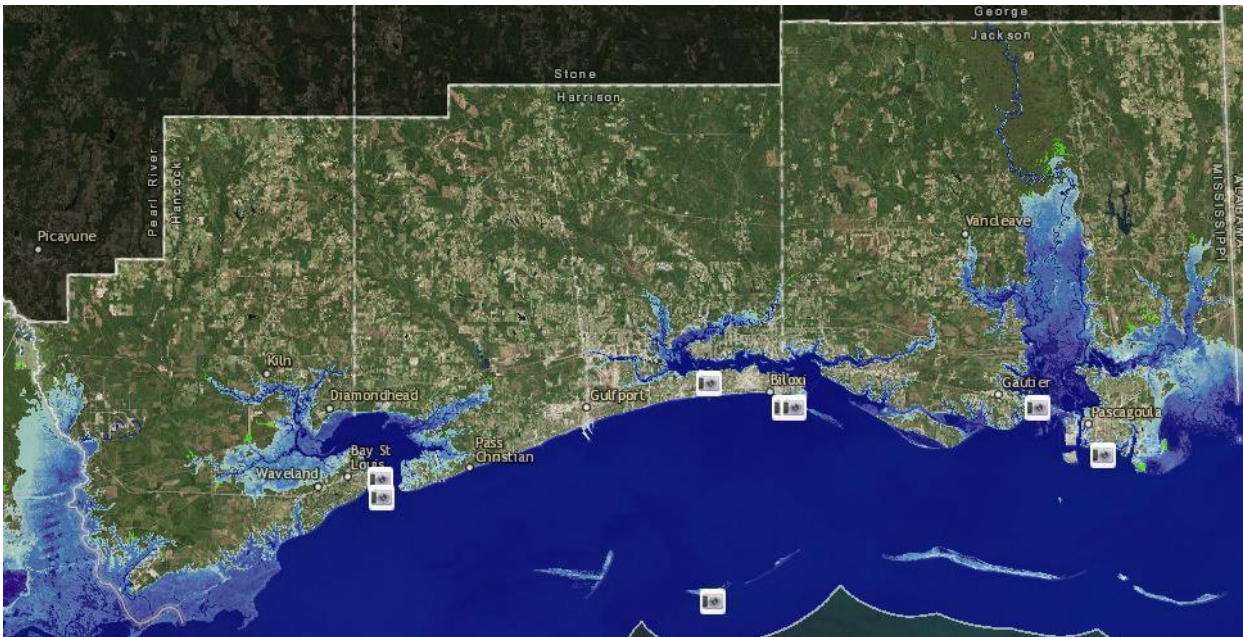 George
Jackson
Stone
Harrison
Pearl River
Hancock
MISSISSIPPI
ALABAMA
Picayune
Vancleave
Kiln
Diamondhead
Gulfport
Biloxi
Gautier
Pascagoula
Pass
Christian
Bay St
Louis
Waveland